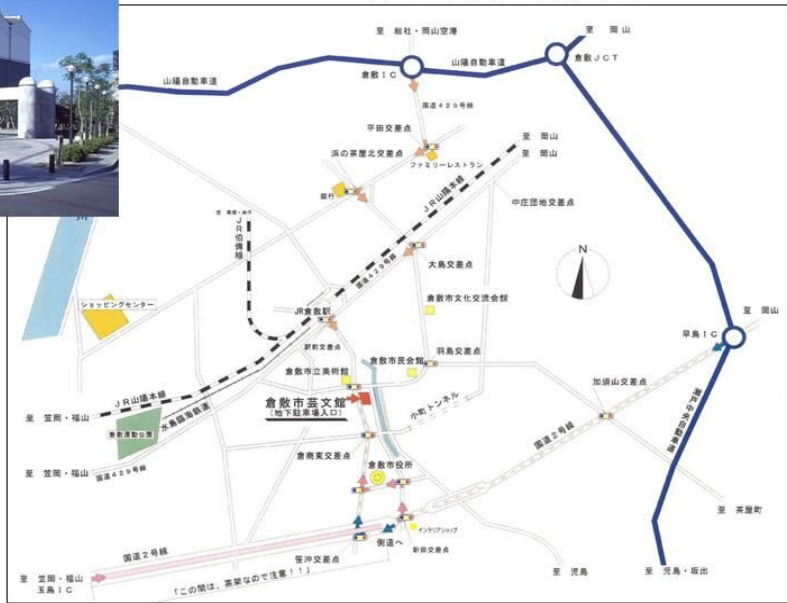 至 総社・岡山空港
至 岡山
山陽自動車道
倉敷IC
山陽自動車道
倉敷JCT
国道429号線
平田交差点
至 岡山
浜の茶屋北交差点
至 岡山
ファミリーレストラン
銀行
JR山陽本線
中庄団地交差点
川
JR伯備線
国道429号線
大島交差点
N
ショッピングセンター
倉敷市文化交流会館
JR倉敷駅
至 岡山
駅前交差点
羽島交差点
早島IC
倉敷市立美術館
倉敷市民会館
加須山交差点
JR山陽本線
倉敷市芸文館
(地下駐車場入口)
小町トンネル
至 笠岡・福山
水島臨海鉄道
倉敷運動公園
国道2号線
瀬戸中央自動車道
倉商東交差点
至 笠岡・福山
国道429号線
倉敷市役所
至 茶屋町
インテリアショップ
側道へ
新田交差点
国道2号線
笹沖交差点
至 児島
至 児島・坂出
至 笠岡・福山
玉島IC
「この間は、高架なので注意!!」